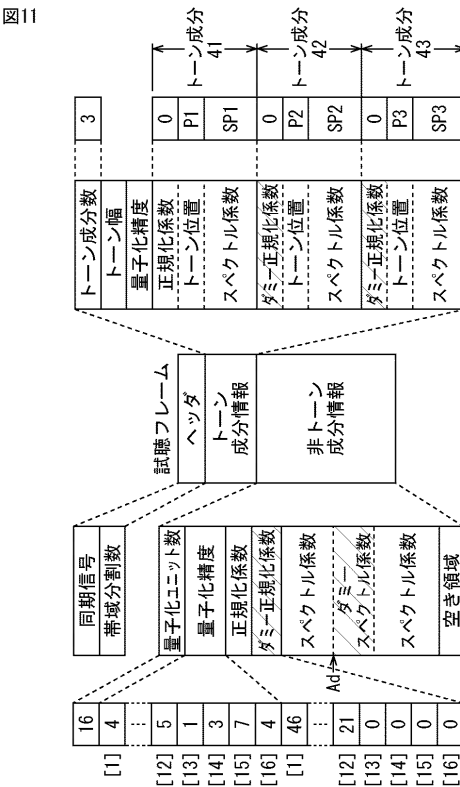 図11
トーン成分数
トーン幅
量子化精度
正規化係数
トーン位置
スペクトル係数
ダミー正規化係数
トーン位置
スペクトル係数
ダミー正規化係数
トーン位置
スペクトル係数
3
0
P1
SP1
0
P2
SP2
0
P3
SP3
トーン成分
41
トーン成分
42
トーン成分
43
試聴フレーム
ヘッダ
トーン
成分情報
非トーン
成分情報
同期信号
帯域分割数
量子化ユニット数
量子化精度
正規化係数
ダミー正規化係数
スペクトル係数
Ad
ダミー
スペクトル係数
スペクトル係数
空き領域
16
[1] 4
[12] 5
[13] 1
[14] 3
[15] 7
[16] 4
[1] 46
[12] 21
[13] 0
[14] 0
[15] 0
[16] 0